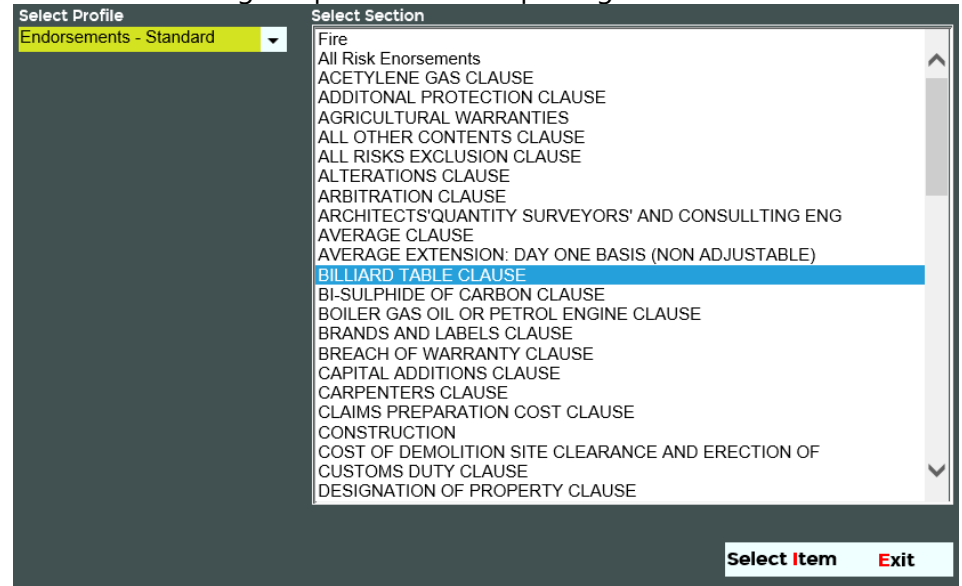 Select Profile
Select Section
Endorsements - Standard
Fire
All Risk Enorsements
ACETYLENE GAS CLAUSE
ADDITONAL PROTECTION CLAUSE
AGRICULTURAL WARRANTIES
ALL OTHER CONTENTS CLAUSE
ALL RISKS EXCLUSION CLAUSE
ALTERATIONS CLAUSE
ARBITRATION CLAUSE
ARCHITECTS'QUANTITY SURVEYORS' AND CONSULLTING ENG
AVERAGE CLAUSE
AVERAGE EXTENSION: DAY ONE BASIS (NON ADJUSTABLE)
BILLIARD TABLE CLAUSE
BI-SULPHIDE OF CARBON CLAUSE
BOILER GAS OIL OR PETROL ENGINE CLAUSE
BRANDS AND LABELS CLAUSE
BREACH OF WARRANTY CLAUSE
CAPITAL ADDITIONS CLAUSE
CARPENTERS CLAUSE
CLAIMS PREPARATION COST CLAUSE
CONSTRUCTION
COST OF DEMOLITION SITE CLEARANCE AND ERECTION OF
CUSTOMS DUTY CLAUSE
DESIGNATION OF PROPERTY CLAUSE
Select Item Exit